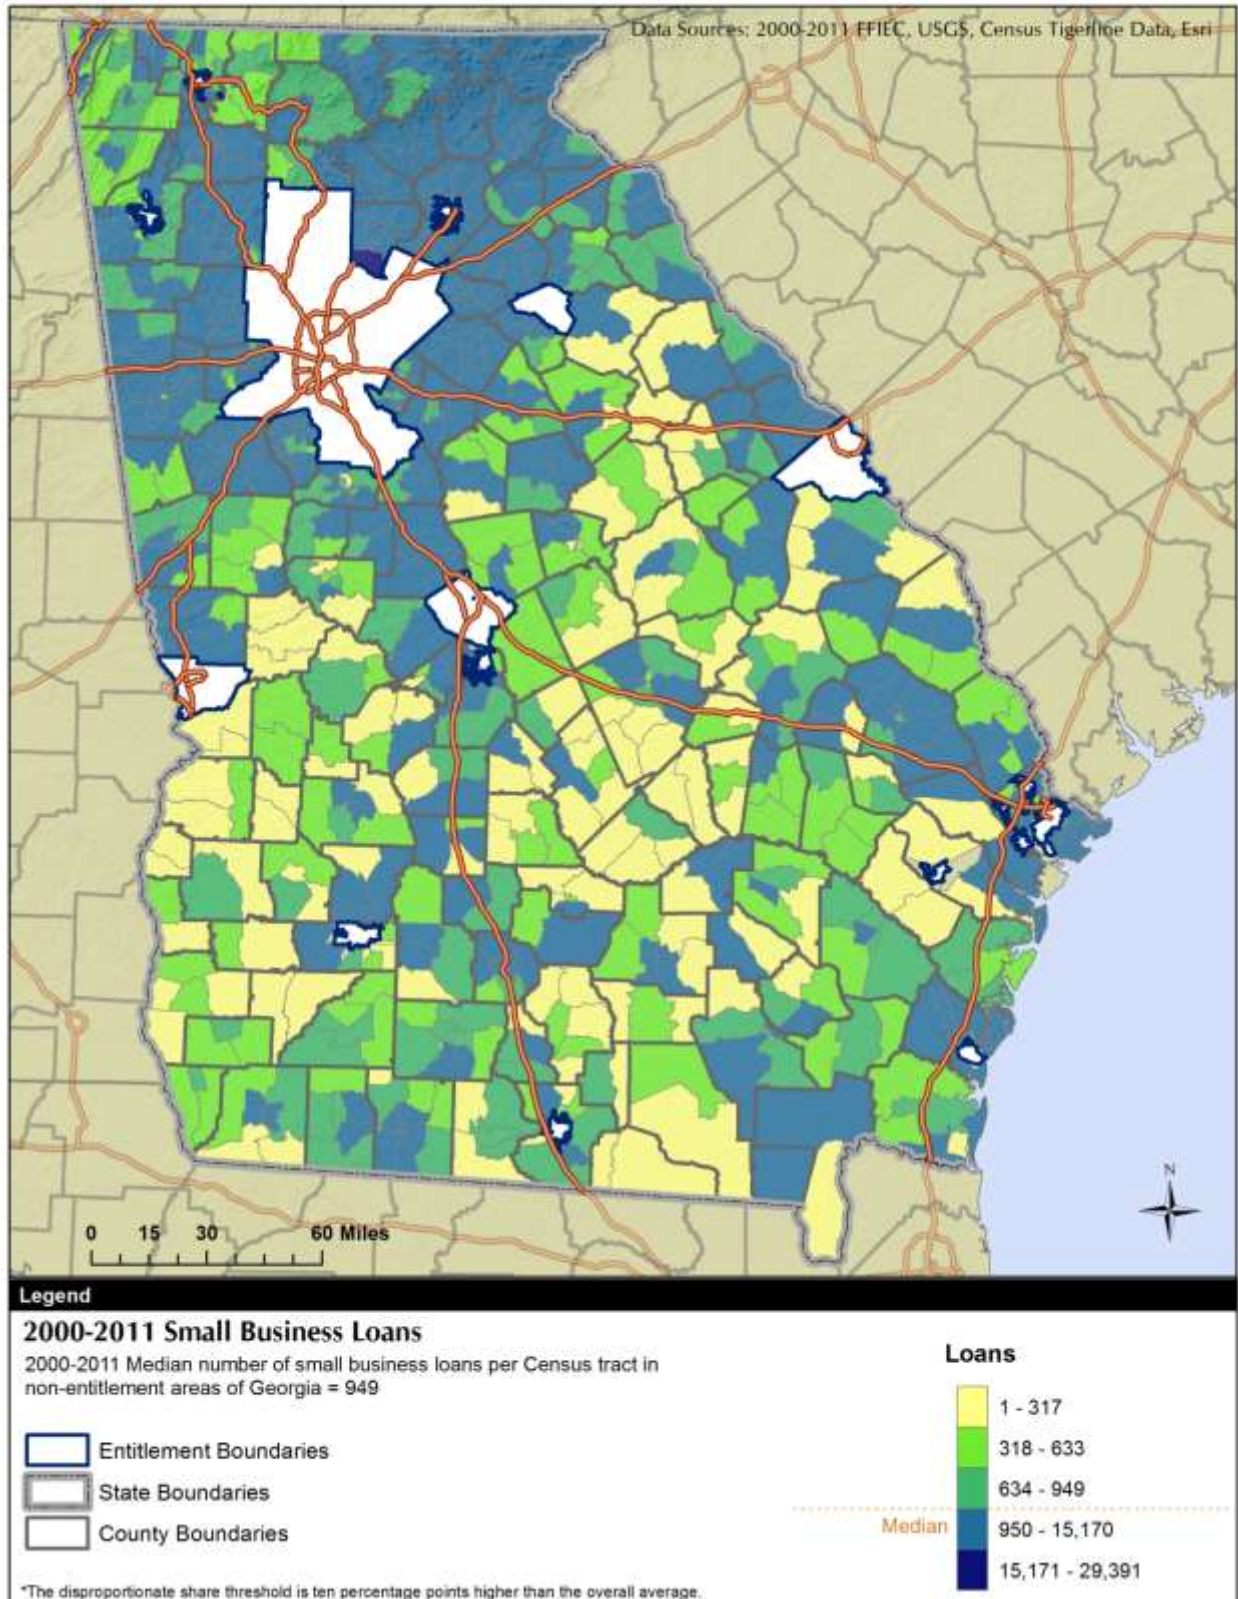 Data Sources: 2000-2011 FFIEC, USGS, Census Tigerline Data, Esri
N
0 15 30 60 Miles
Legend
2000-2011 Small Business Loans
2000-2011 Median number of small business loans per Census tract in
non-entitlement areas of Georgia = 949
Entitlement Boundaries
State Boundaries
County Boundaries
*The disproportionate share threshold is ten percentage points higher than the overall average.
Loans
1 - 317
318 - 633
634 - 949
Median
950 - 15,170
15,171 - 29,391